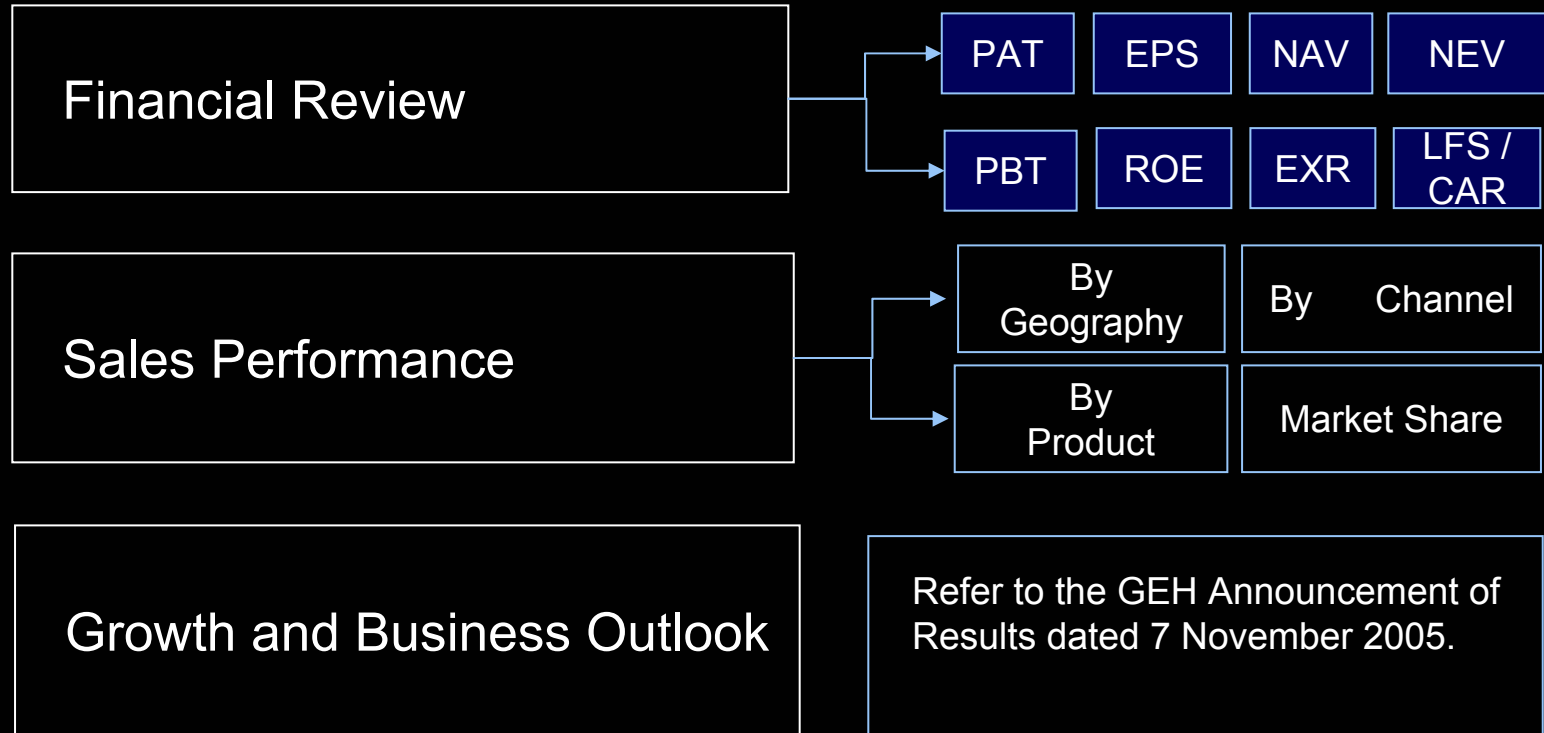 Financial Review
PAT
EPS
NAV
NEV
PBT
ROE
EXR
LFS /
CAR
Sales Performance
By
Geography
By Channel
By
Product
Market Share
Growth and Business Outlook
Refer to the GEH Announcement of
Results dated 7 November 2005.